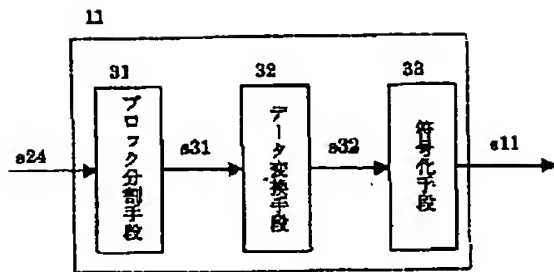 11
31
32
33
ブロック分割手段
データ変換手段
符号化手段
s24
s31
s32
s11